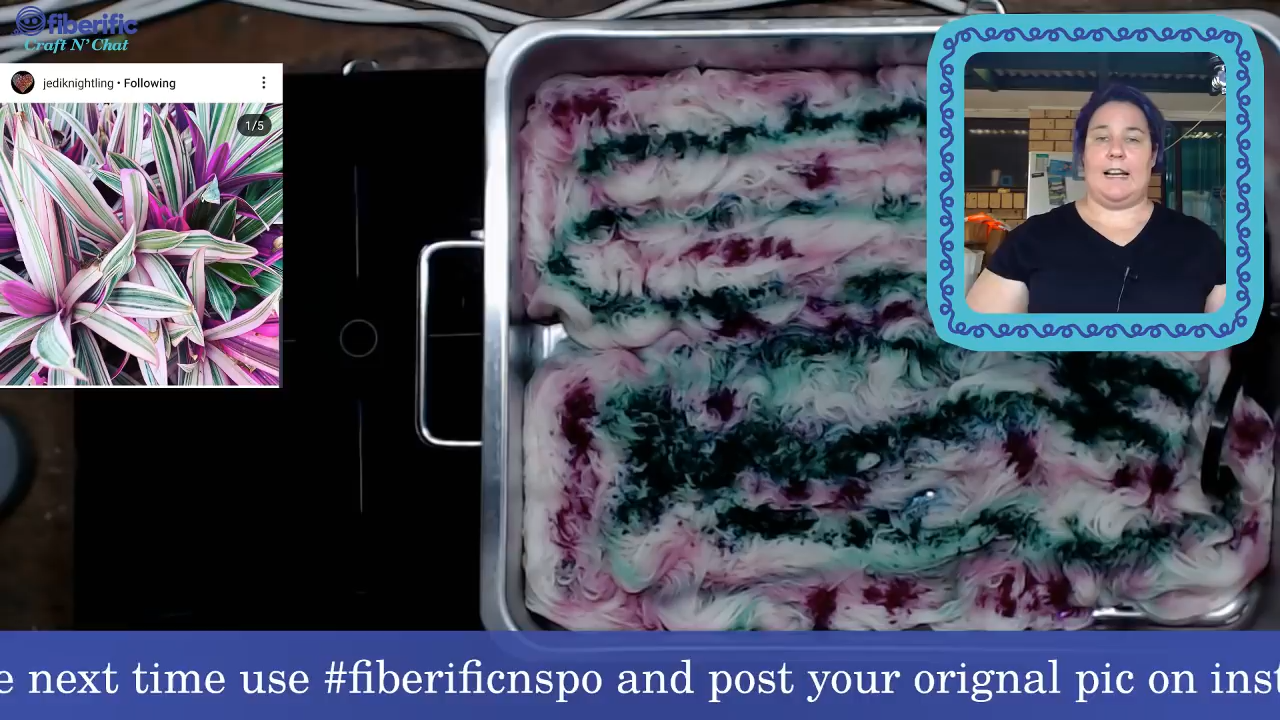 fiberific
Craft N' Chat
jediknightling • Following
1/5
e next time use #fiberificnspo and post your orignal pic on inst